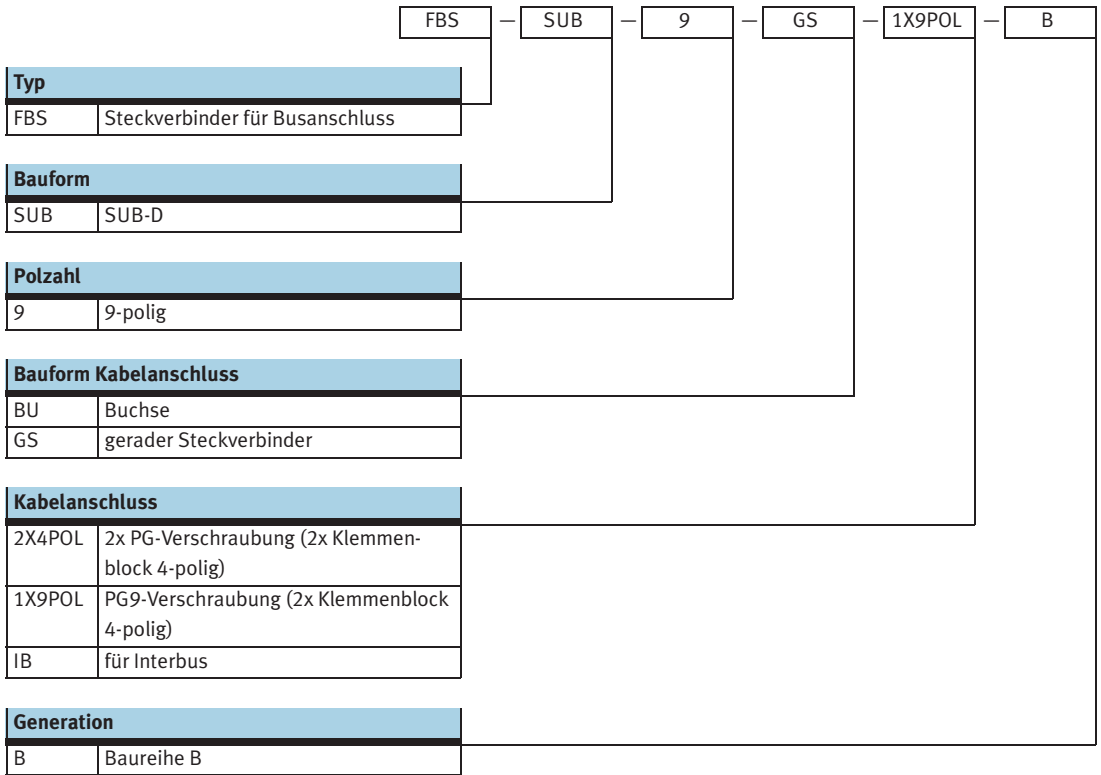 FBS — SUB — 9 — GS — 1X9POL — B
Typ
FBS Steckverbinder für Busanschluss
Bauform
SUB SUB-D
Polzahl
9 9-polig
Bauform Kabelanschluss
BU Buchse
GS gerader Steckverbinder
Kabelanschluss
2X4POL 2x PG-Verschraubung (2x Klemmen-
block 4-polig)
1X9POL PG9-Verschraubung (2x Klemmenblock
4-polig)
IB für Interbus
Generation
B Baureihe B